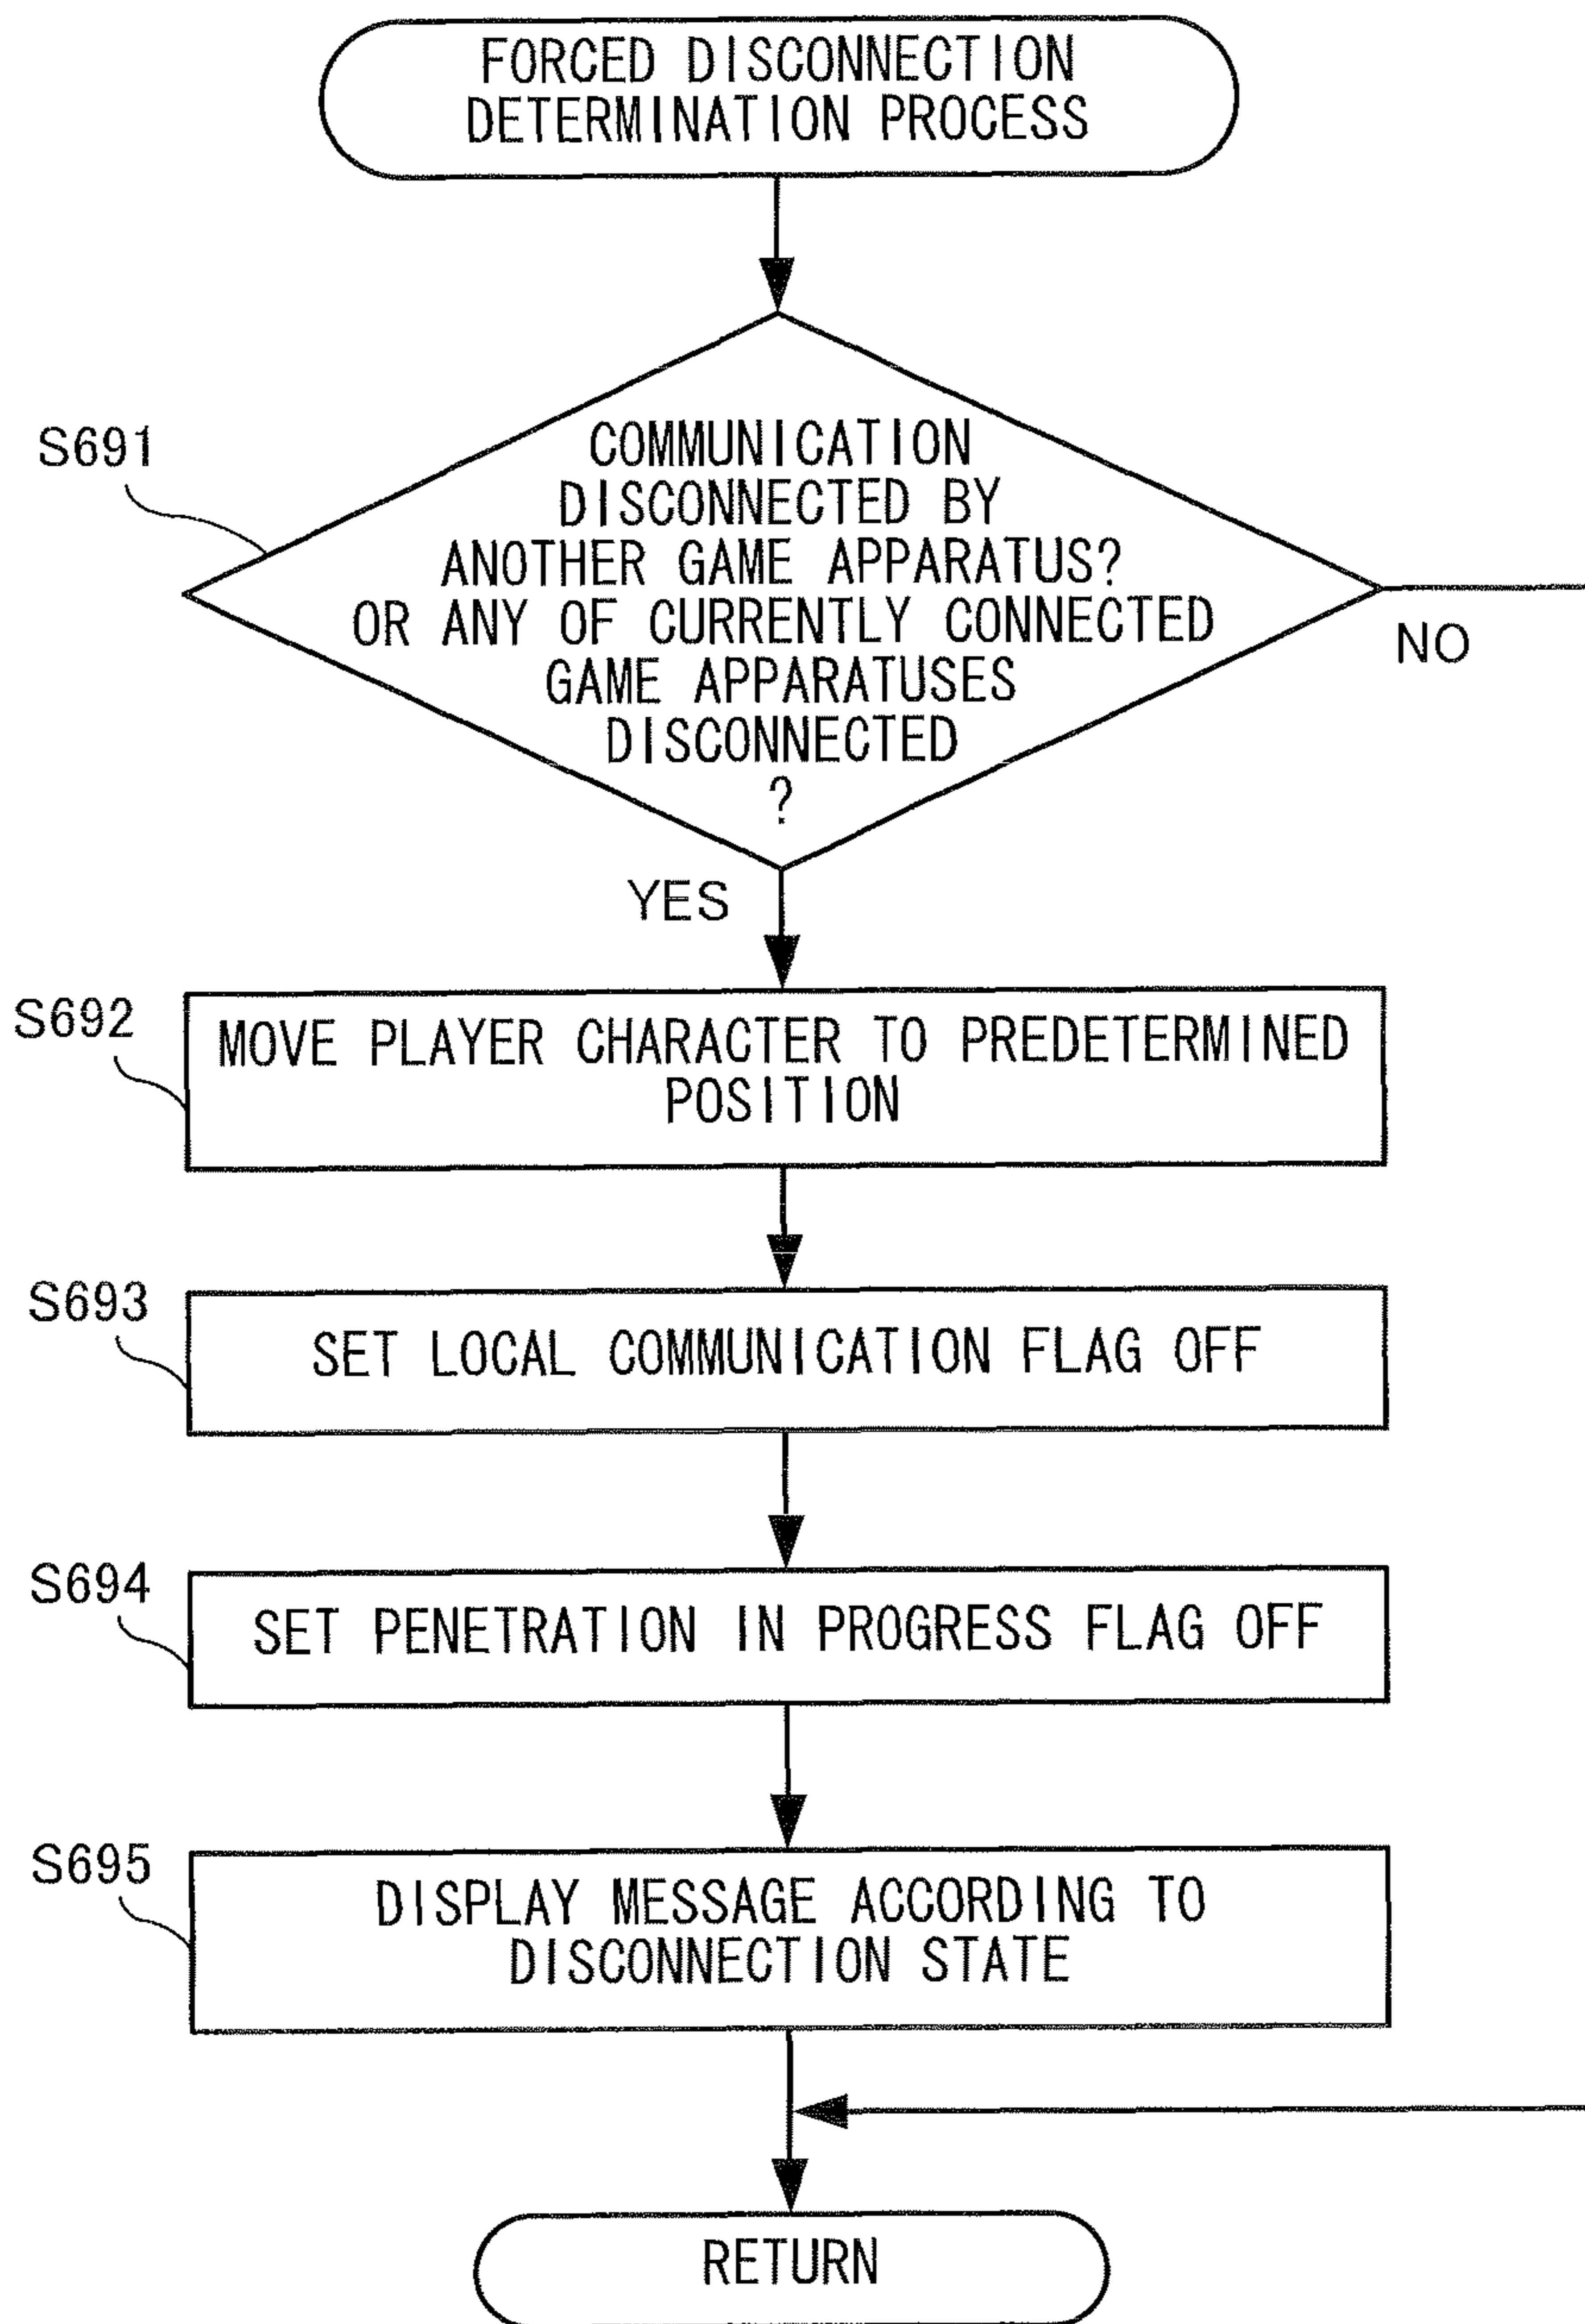 FORCED DISCONNECTION
DETERMINATION PROCESS
S691
COMMUNICATION
DISCONNECTED BY
ANOTHER GAME APPARATUS?
OR ANY OF CURRENTLY CONNECTED
GAME APPARATUSES
DISCONNECTED
?
NO
YES
S692
MOVE PLAYER CHARACTER TO PREDETERMINED
POSITION
S693
SET LOCAL COMMUNICATION FLAG OFF
S694
SET PENETRATION IN PROGRESS FLAG OFF
S695
DISPLAY MESSAGE ACCORDING TO
DISCONNECTION STATE
RETURN